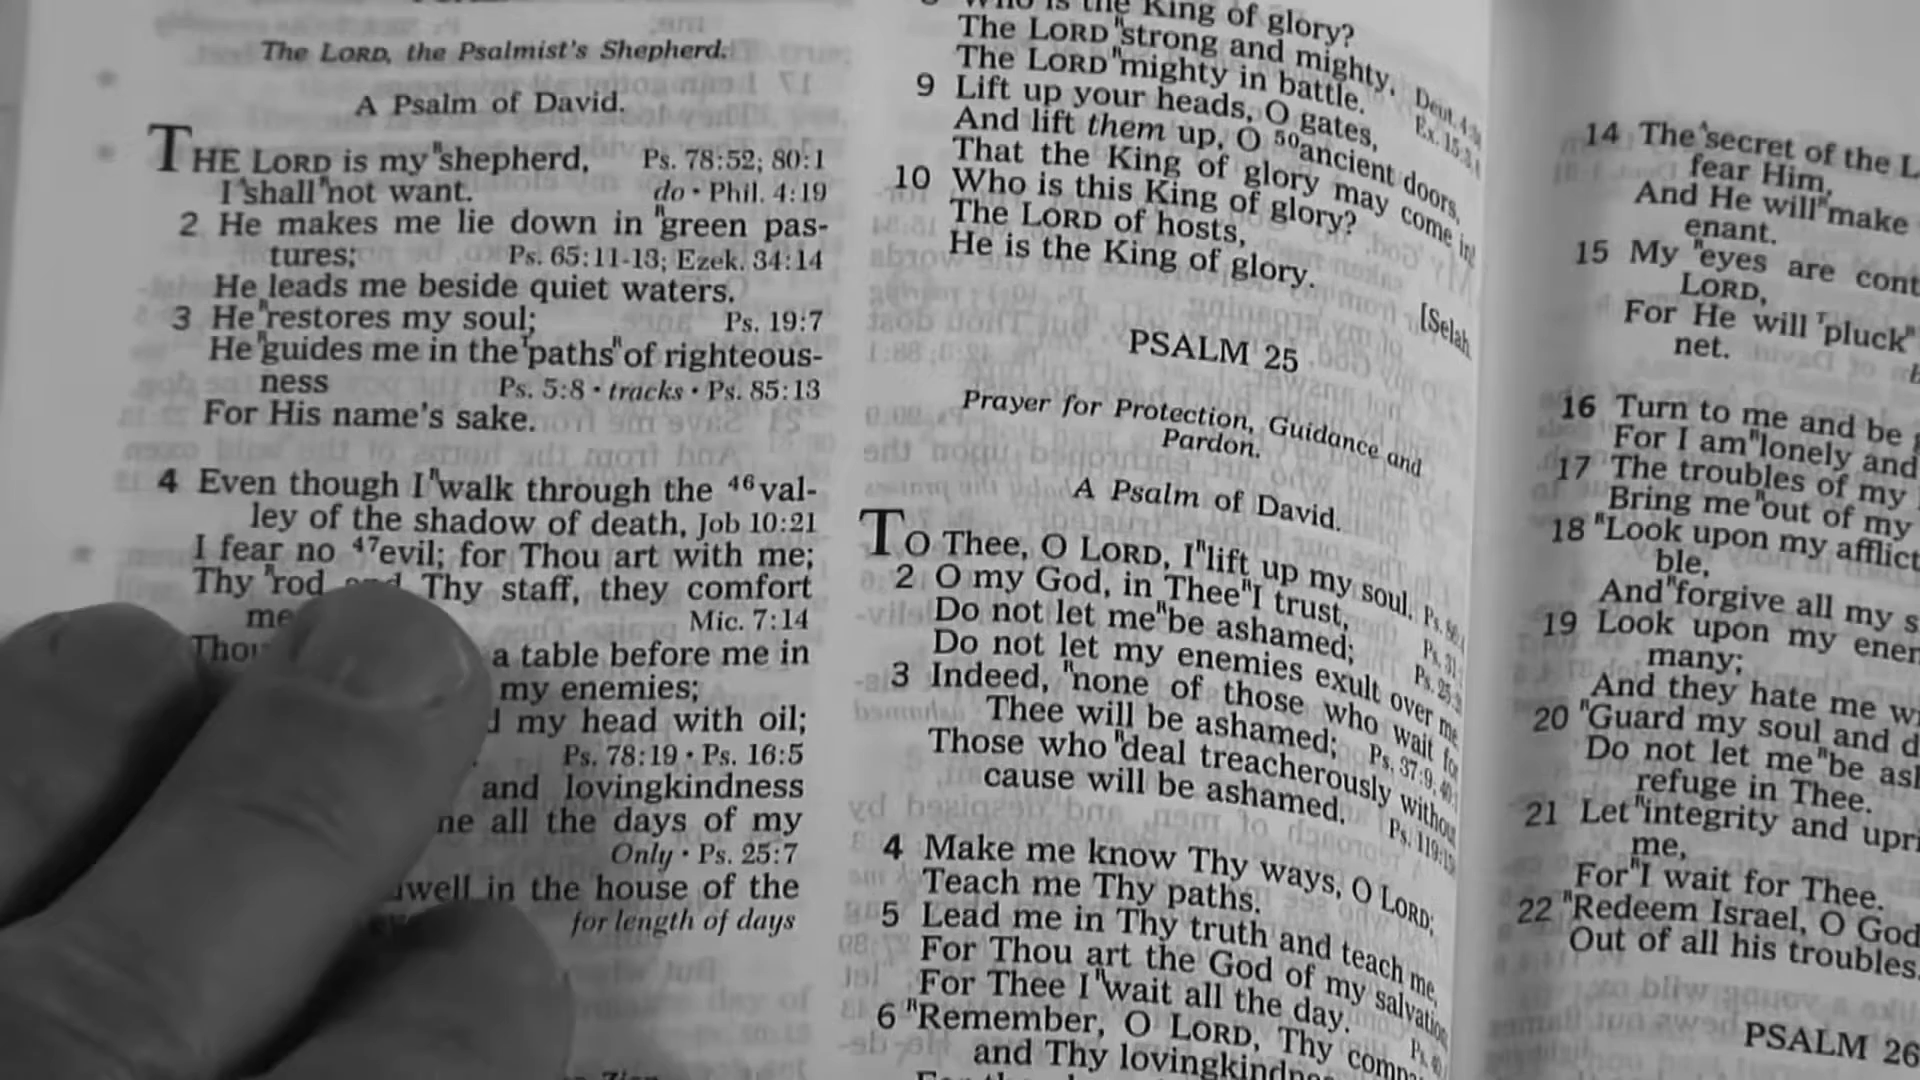 The LORD, the Psalmist's Shepherd.
A Psalm of David.
THE LORD is my shepherd, Ps. 78:52; 80:1
I shall not want. do • Phil. 4:19
2 He makes me lie down in green pas-
tures; Ps. 65:11-13; Ezek. 34:14
He leads me beside quiet waters.
3 He restores my soul; Ps. 19:7
He guides me in the paths of righteous-
ness Ps. 5:8 • tracks • Ps. 85:13
For His name's sake.
4 Even though I walk through the 46 val-
ley of the shadow of death, Job 10:21
I fear no 47 evil; for Thou art with me;
Thy rod and Thy staff, they comfort
me Mic. 7:14
a table before me in
my enemies;
my head with oil;
Ps. 78:19 • Ps. 16:5
and lovingkindness
all the days of my
Only • Ps. 25:7
in the house of the
for length of days
is the King of glory?
The LORD strong and mighty,
The LORD mighty in battle.
9 Lift up your heads, O gates,
And lift them up, O 50 ancient doors,
That the King of glory may come in!
10 Who is this King of glory?
The LORD of hosts,
He is the King of glory.
[Selah
PSALM 25
Prayer for Protection, Guidance and
Pardon.
A Psalm of David.
TO Thee, O LORD, I lift up my soul.
2 O my God, in Thee I trust,
Do not let me be ashamed;
Do not let my enemies exult over me
3 Indeed, none of those who wait for
Thee will be ashamed; Ps. 37:9
Those who deal treacherously without
cause will be ashamed. Ps.
4 Make me know Thy ways, O LORD;
Teach me Thy paths.
5 Lead me in Thy truth and teach me,
For Thou art the God of my salvation
For Thee I wait all the day.
6 Remember, O LORD, Thy
and Thy
14 The secret of the
fear Him,
And He will make
enant.
15 My eyes are
LORD,
For He will pluck
net.
16 Turn to me and be
For I am lonely and
17 The troubles of my
Bring me out of my
18 Look upon my
ble,
And forgive all my
19 Look upon my
many;
And they hate me
20 Guard my soul and
Do not let me be
refuge in Thee.
21 Let integrity and
me,
For I wait for Thee.
22 Redeem Israel, O God
Out of all his troubles.
PSALM 26